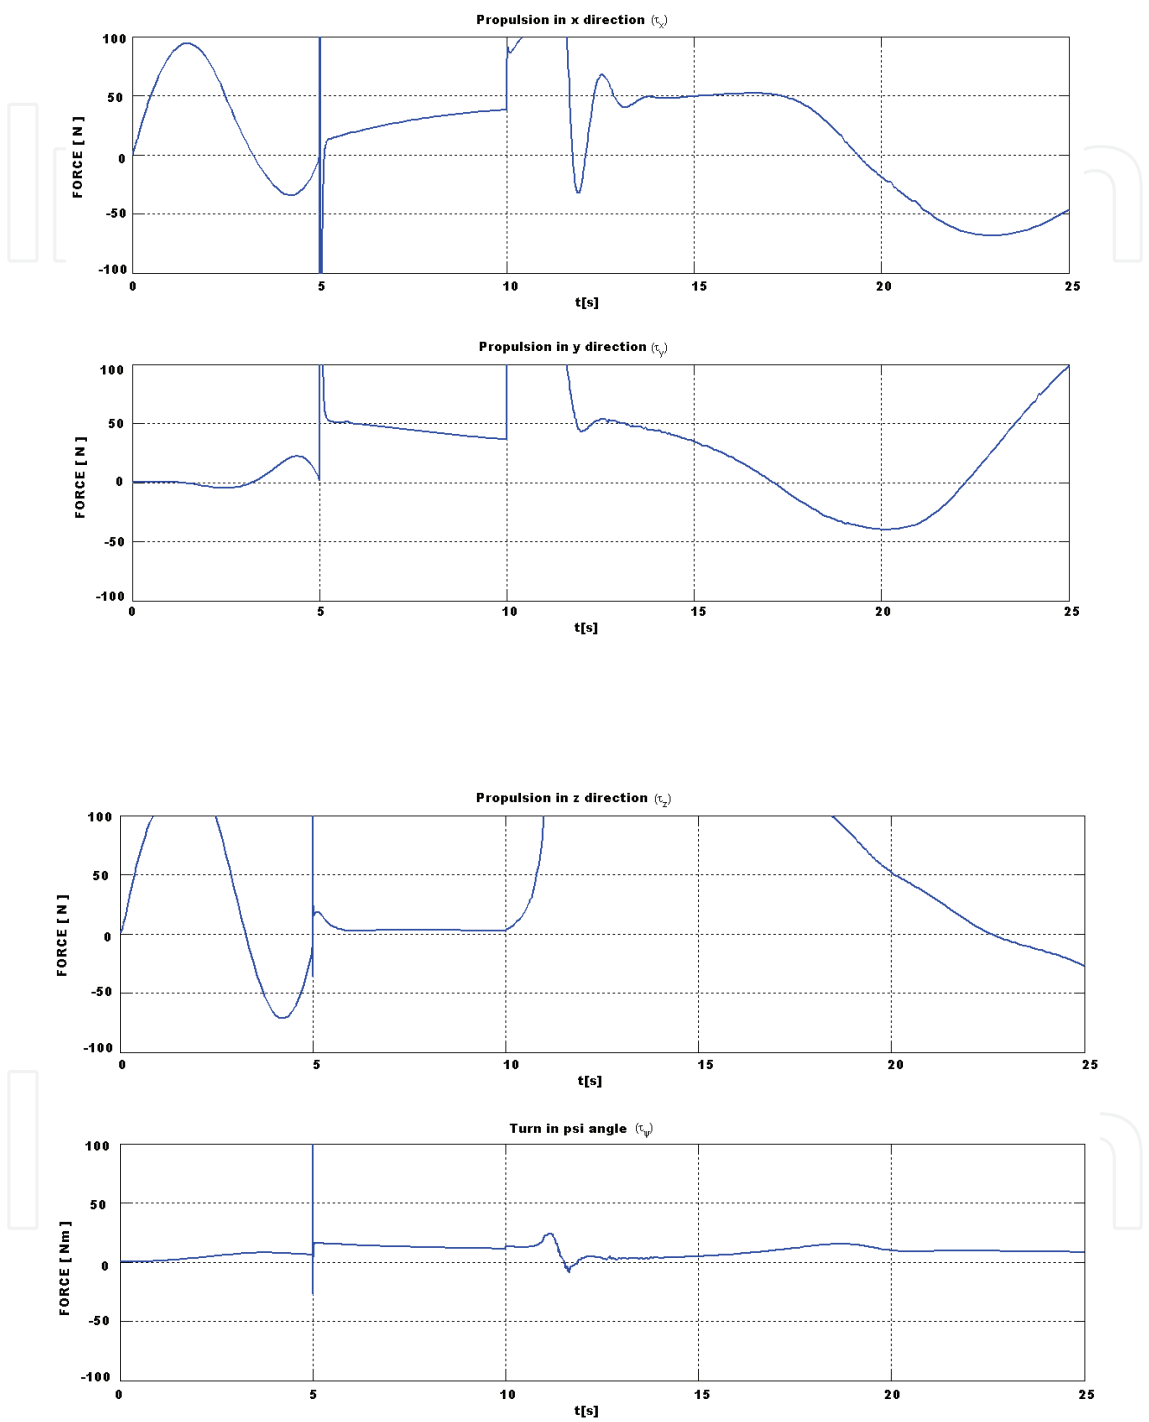 Propulsion in x direction (τx)
100
50
0
-50
-100
FORCE [ N ]
0 5 10 15 20 25
t[s]
Propulsion in y direction (τy)
100
50
0
-50
-100
FORCE [ N ]
0 5 10 15 20 25
t[s]
Propulsion in z direction (τz)
100
50
0
-50
-100
FORCE [ N ]
0 5 10 15 20 25
t[s]
Turn in psi angle (τψ)
100
50
0
-50
-100
FORCE [ Nm ]
0 5 10 15 20 25
t[s]